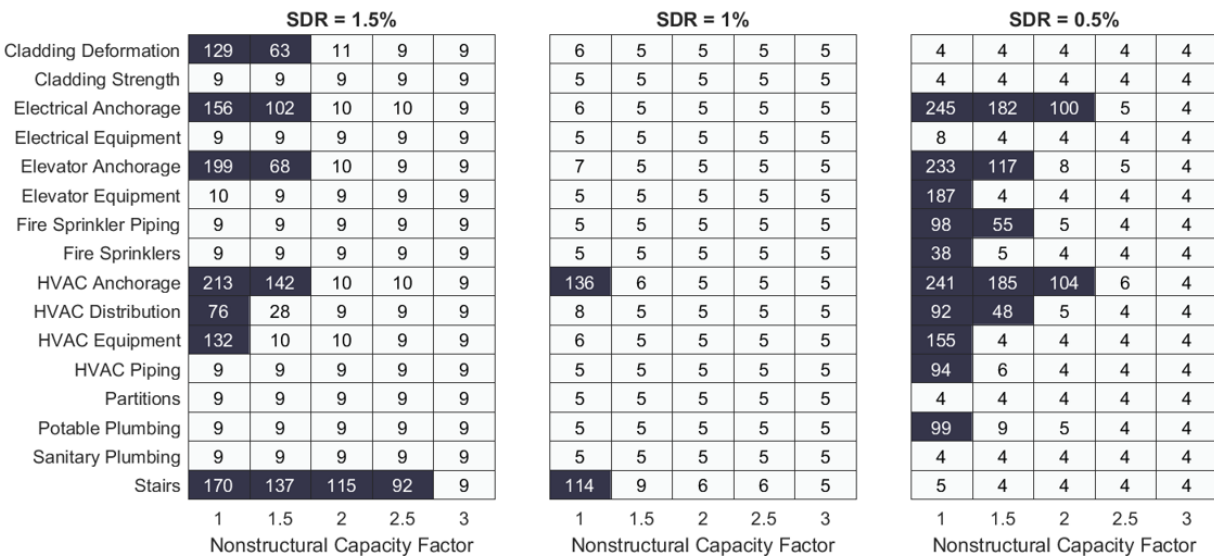 SDR = 1.5% SDR = 1% SDR = 0.5%
Cladding Deformation 129 63 11 9 9 6 5 5 5 5 4 4 4 4 4
Cladding Strength 9 9 9 9 9 5 5 5 5 5 4 4 4 4 4
Electrical Anchorage 156 102 10 10 9 6 5 5 5 5 245 182 100 5 4
Electrical Equipment 9 9 9 9 9 5 5 5 5 5 8 4 4 4 4
Elevator Anchorage 199 68 10 9 9 7 5 5 5 5 233 117 8 5 4
Elevator Equipment 10 9 9 9 9 5 5 5 5 5 187 4 4 4 4
Fire Sprinkler Piping 9 9 9 9 9 5 5 5 5 5 98 55 5 4 4
Fire Sprinklers 9 9 9 9 9 5 5 5 5 5 38 5 4 4 4
HVAC Anchorage 213 142 10 10 9 136 6 5 5 5 241 185 104 6 4
HVAC Distribution 76 28 9 9 9 8 5 5 5 5 92 48 5 4 4
HVAC Equipment 132 10 10 9 9 6 5 5 5 5 155 4 4 4 4
HVAC Piping 9 9 9 9 9 5 5 5 5 5 94 6 4 4 4
Partitions 9 9 9 9 9 5 5 5 5 5 4 4 4 4 4
Potable Plumbing 9 9 9 9 9 5 5 5 5 5 99 9 5 4 4
Sanitary Plumbing 9 9 9 9 9 5 5 5 5 5 4 4 4 4 4
Stairs 170 137 115 92 9 114 9 6 6 5 5 4 4 4 4
1 1.5 2 2.5 3 1 1.5 2 2.5 3 1 1.5 2 2.5 3
Nonstructural Capacity Factor Nonstructural Capacity Factor Nonstructural Capacity Factor